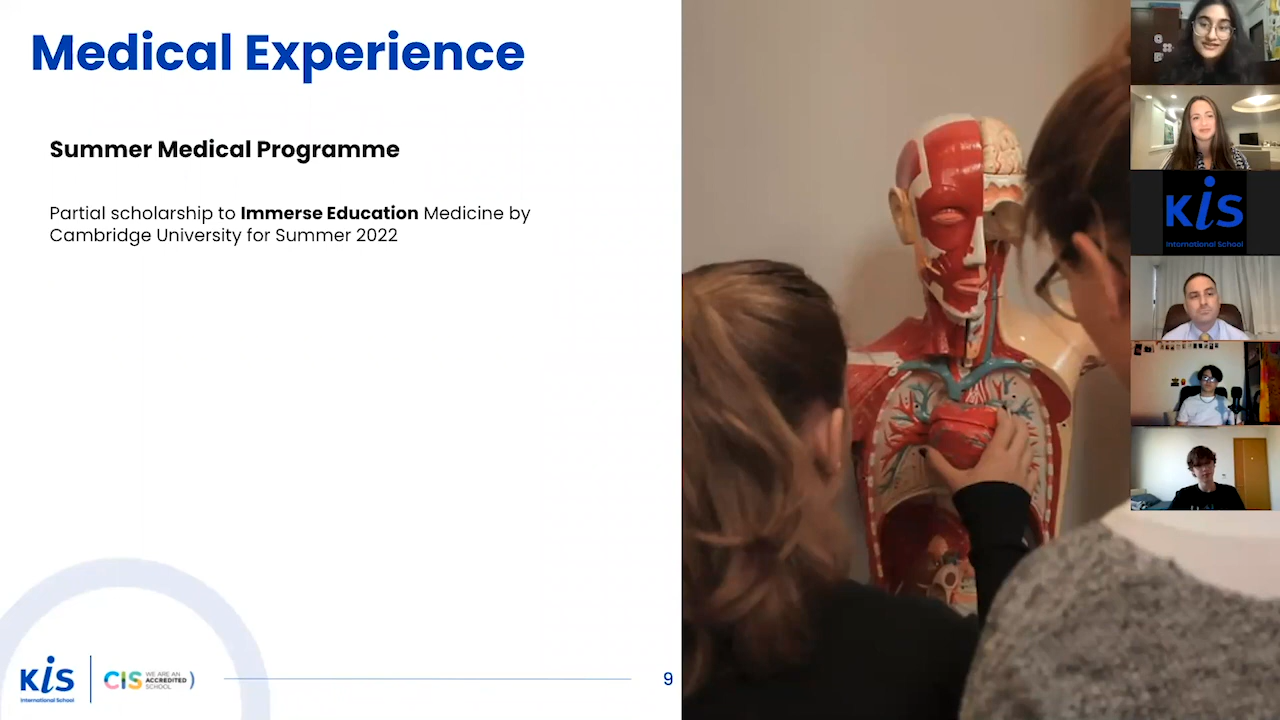 Medical Experience
Summer Medical Programme
Partial scholarship to Immerse Education Medicine by
Cambridge University for Summer 2022
KiS
International School
KiS
International School
CIS
WE ARE AN
ACCREDITED
SCHOOL
9